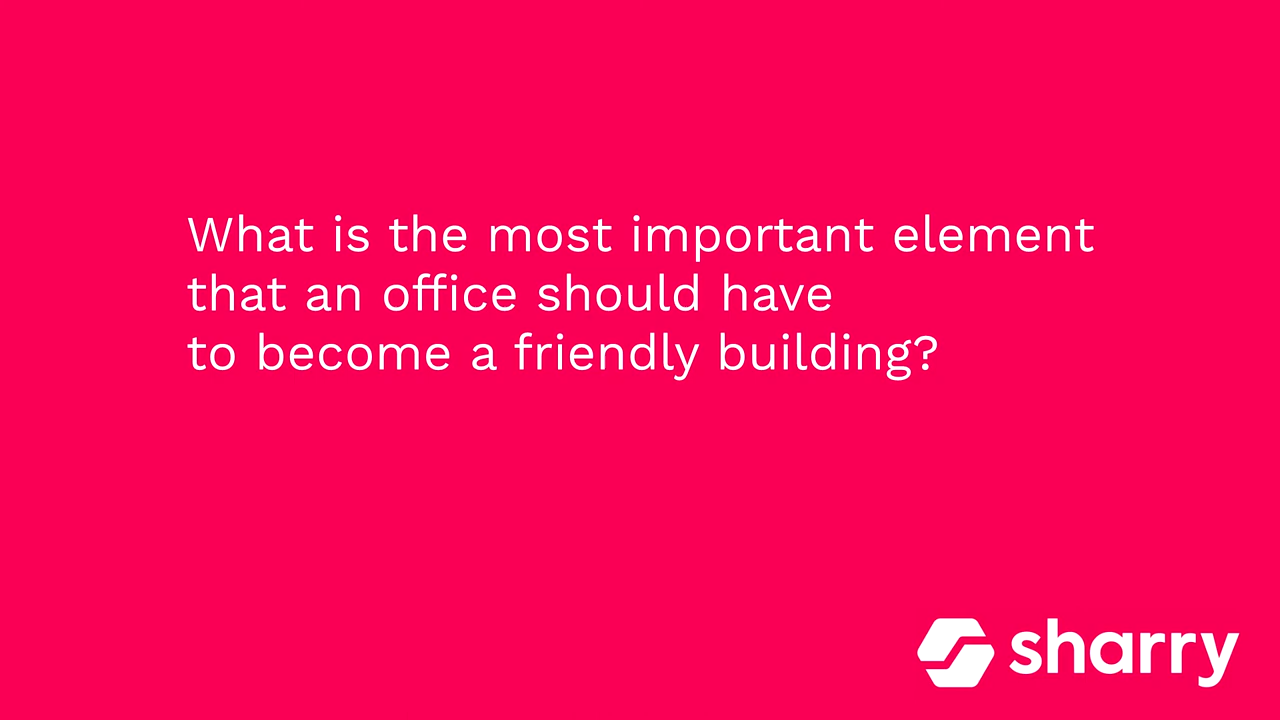 What is the most important element
that an office should have
to become a friendly building?
sharry